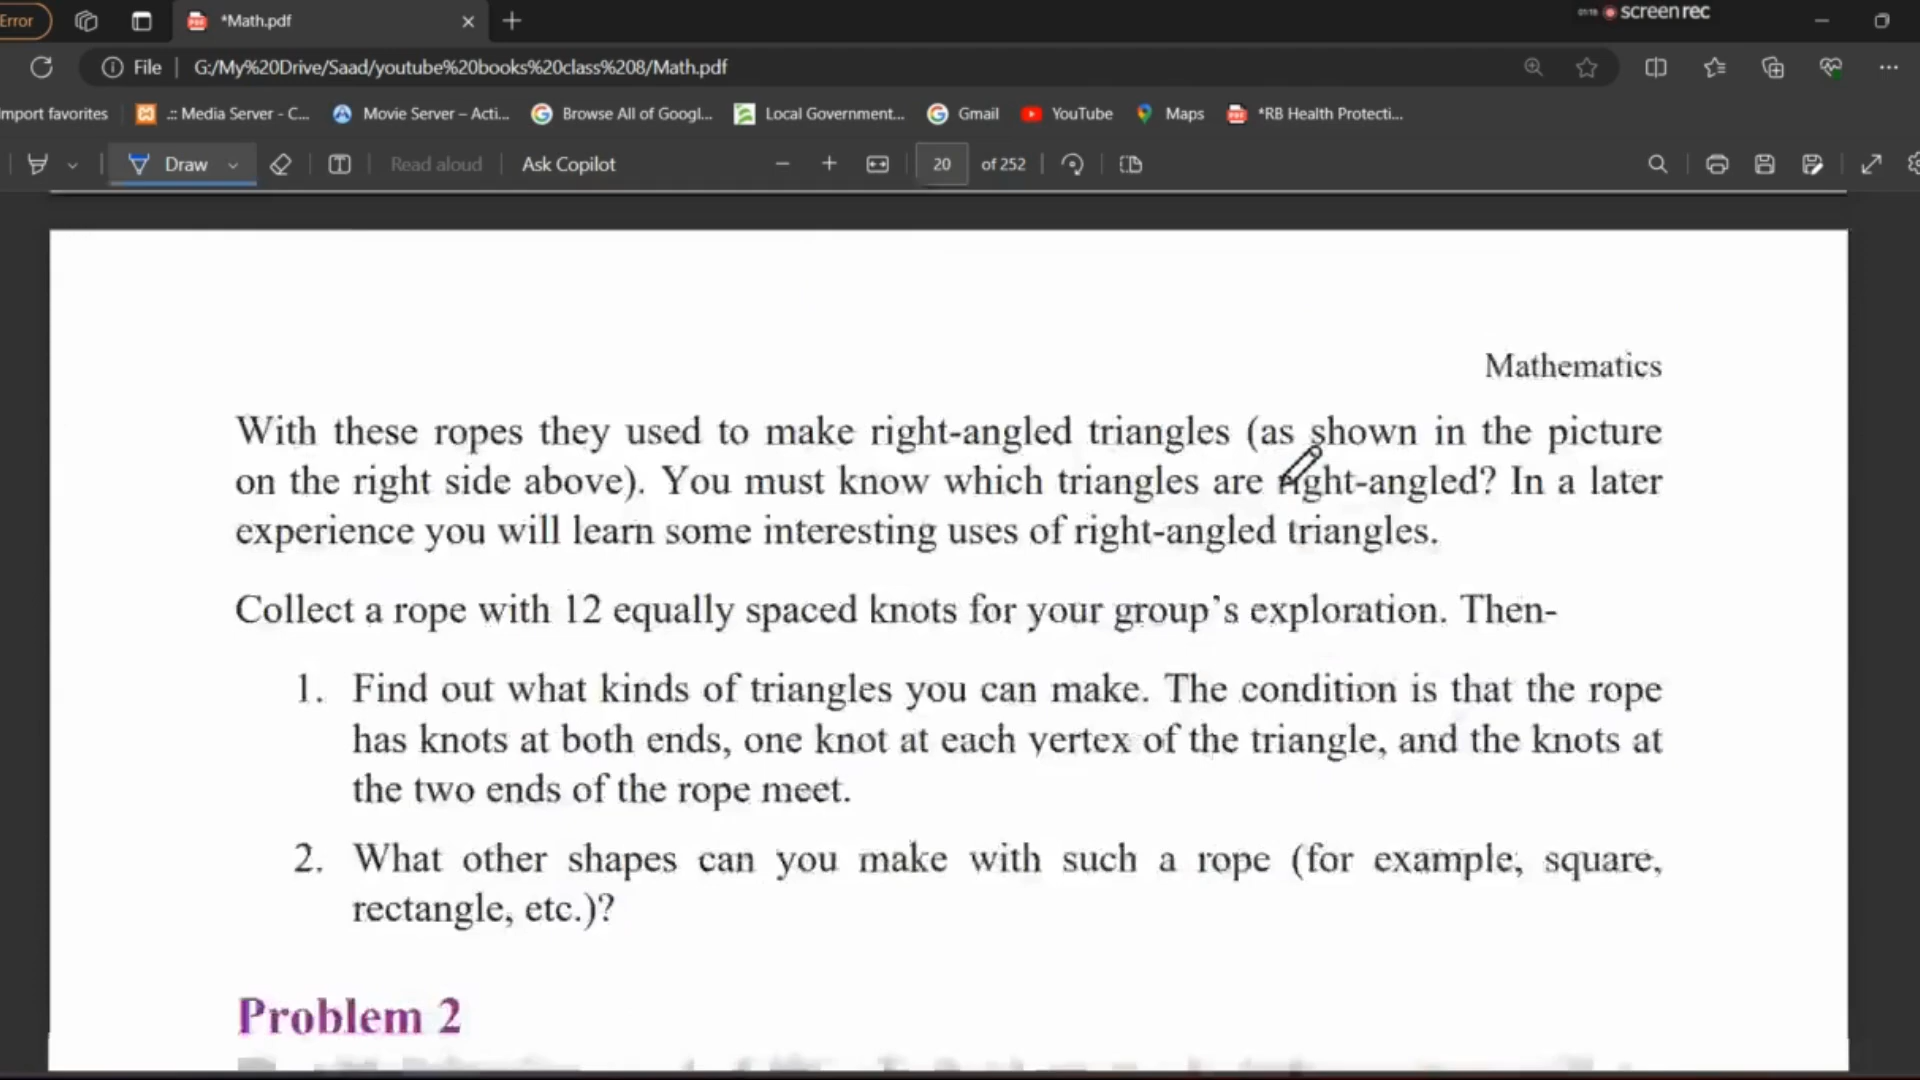 Error
*Math.pdf
01:18 screenrec
File G:/My%20Drive/Saad/youtube%20books%20class%208/Math.pdf
mport favorites .:: Media Server - C... Movie Server – Acti... Browse All of Googl... Local Government... Gmail YouTube Maps *RB Health Protecti...
Draw Read aloud Ask Copilot 20 of 252
Mathematics
With these ropes they used to make right-angled triangles (as shown in the picture
on the right side above). You must know which triangles are right-angled? In a later
experience you will learn some interesting uses of right-angled triangles.
Collect a rope with 12 equally spaced knots for your group's exploration. Then-
1. Find out what kinds of triangles you can make. The condition is that the rope
has knots at both ends, one knot at each vertex of the triangle, and the knots at
the two ends of the rope meet.
2. What other shapes can you make with such a rope (for example, square,
rectangle, etc.)?
Problem 2